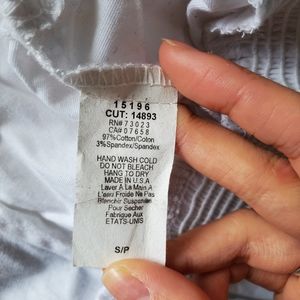 15196
CUT: 14893
RN# 73023
CA# 07658
97% Cotton/Coton
3% Spandex/Spandex
HAND WASH COLD
DO NOT BLEACH
HANG TO DRY
MADE IN U.S.A
Laver À La Main A
L'eau Froide Ne Pas
Blanchir Suspendre
Pour Secher
Fabrique Aux
ETATS-UNIS
S/P